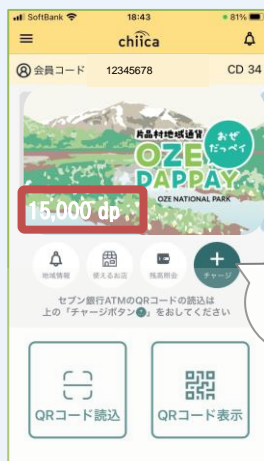 SoftBank 18:43 81%
chiica
会員コード 12345678 CD 34
片品村地域通貨
おぜだっペイ
OZE
DAPPAY
OZE NATIONAL PARK
15,000 dp
地域情報 使えるお店 残高照会 チャージ
セブン銀行ATMのQRコードの読込は
上の「チャージボタン」をおしてください
QRコード読込 QRコード表示